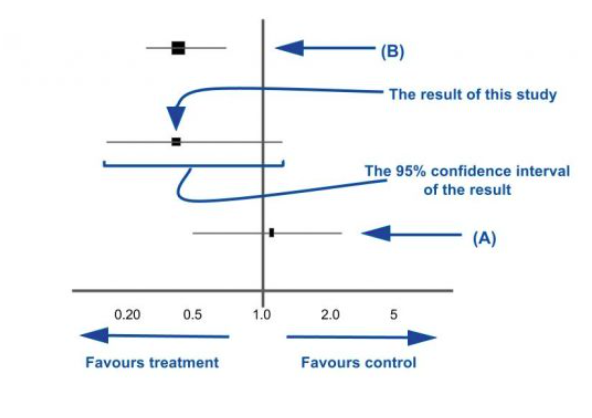 (B)
The result of this study
The 95% confidence interval
of the result
(A)
0.20 0.5 1.0 2.0 5
Favours treatment Favours control